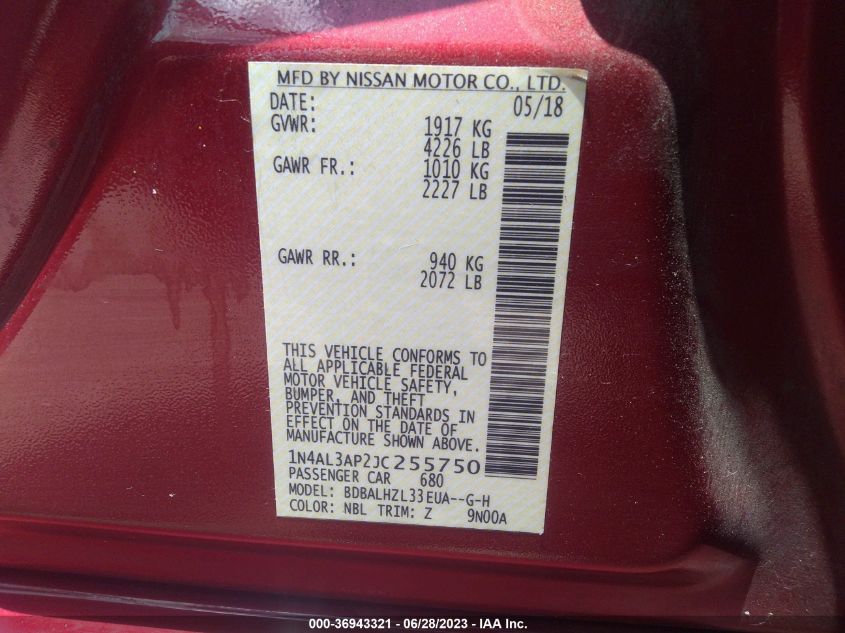 MFD BY NISSAN MOTOR CO., LTD.
DATE: 05/18
GVWR: 1917 KG
4226 LB
GAWR FR.: 1010 KG
2227 LB
GAWR RR.: 940 KG
2072 LB
THIS VEHICLE CONFORMS TO
ALL APPLICABLE FEDERAL
MOTOR VEHICLE SAFETY,
BUMPER, AND THEFT
PREVENTION STANDARDS IN
EFFECT ON THE DATE OF
MANUFACTURE SHOWN ABOVE.
1N4AL3AP2JC255750
PASSENGER CAR 680
MODEL: BDBALHZL33EUA--G-H
COLOR: NBL TRIM: Z 9N00A
000-36943321 - 06/28/2023 - IAA Inc.